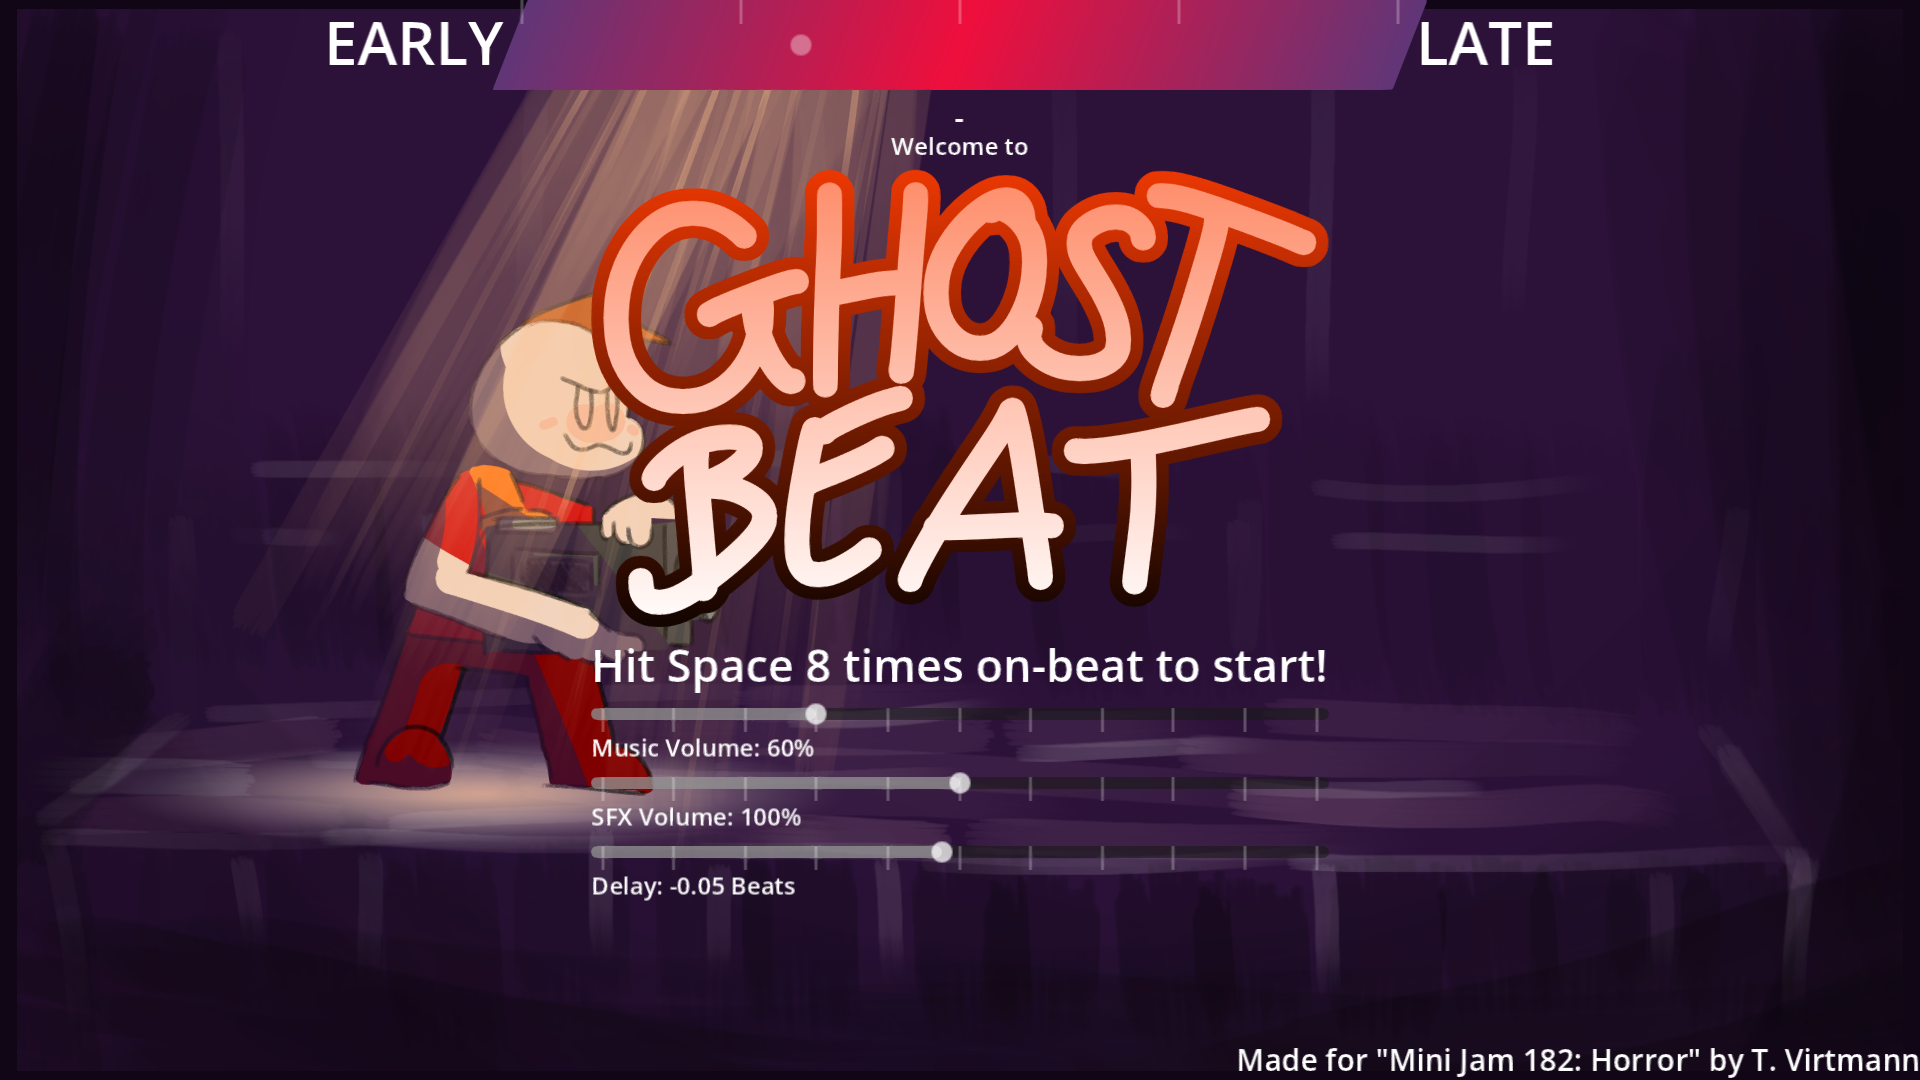 EARLY
LATE
-
Welcome to
GHOST
BEAT
Hit Space 8 times on-beat to start!
Music Volume: 60%
SFX Volume: 100%
Delay: -0.05 Beats
Made for "Mini Jam 182: Horror" by T. Virtmann